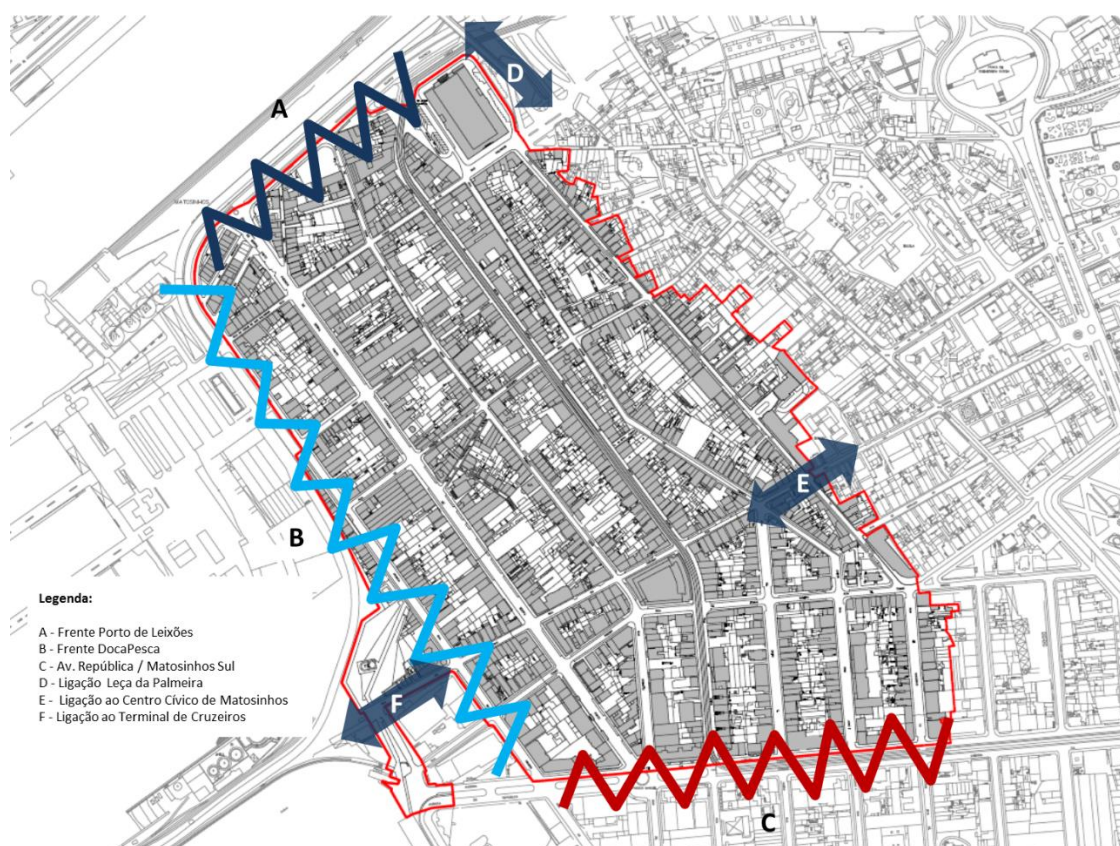 A
D
MATOSINHOS
E
B
F
C
Legenda:
A - Frente Porto de Leixões
B - Frente DocaPesca
C - Av. República / Matosinhos Sul
D - Ligação Leça da Palmeira
E - Ligação ao Centro Cívico de Matosinhos
F - Ligação ao Terminal de Cruzeiros